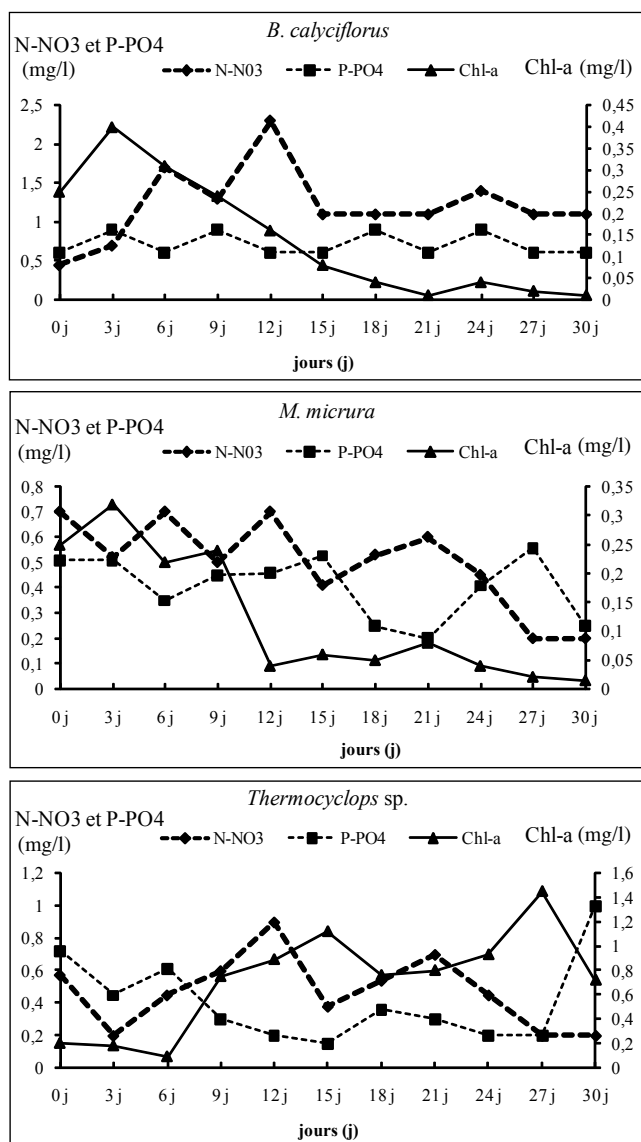 B. calyciflorus
N-NO3 et P-PO4
(mg/l)
Chl-a (mg/l)
N-N03 P-PO4 Chl-a
2,5
2
1,5
1
0,5
0
0,45
0,4
0,35
0,3
0,25
0,2
0,15
0,1
0,05
0
0 j 3 j 6 j 9 j 12 j 15 j 18 j 21 j 24 j 27 j 30 j
jours (j)
M. micrura
N-NO3 et P-PO4
(mg/l)
Chl-a (mg/l)
N-N03 P-PO4 Chl-a
0,8
0,7
0,6
0,5
0,4
0,3
0,2
0,1
0
0,35
0,3
0,25
0,2
0,15
0,1
0,05
0
0 j 3 j 6 j 9 j 12 j 15 j 18 j 21 j 24 j 27 j 30 j
jours (j)
Thermocyclops sp.
N-NO3 et P-PO4
(mg/l)
Chl-a (mg/l)
N-NO3 P-PO4 Chl-a
1,2
1
0,8
0,6
0,4
0,2
0
1,6
1,4
1,2
1
0,8
0,6
0,4
0,2
0
0 j 3 j 6 j 9 j 12 j 15 j 18 j 21 j 24 j 27 j 30 j
jours (j)